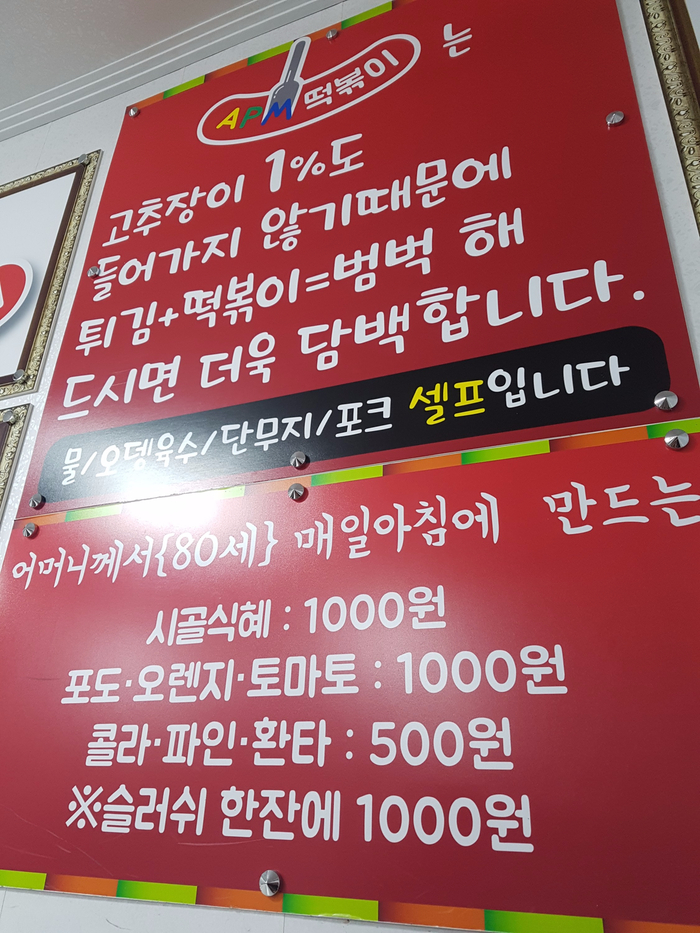 APM 떡볶이 는
고추장이 1%도
들어가지 않기때문에
튀김+떡볶이=범벅 해
드시면 더욱 담백합니다.
물/오뎅육수/단무지/포크 셀프입니다
어머니께서{80세} 매일아침에 만드는
시골식혜 : 1000원
포도·오렌지·토마토 : 1000원
콜라·파인·환타 : 500원
※슬러쉬 한잔에 1000원